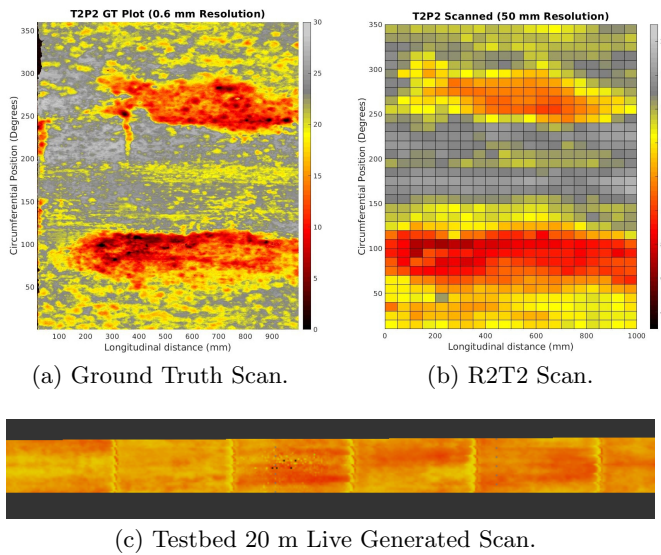 T2P2 GT Plot (0.6 mm Resolution)
350
300
250
200
150
100
50
Circumferential Position (Degrees)
100 200 300 400 500 600 700 800 900
Longitudinal distance (mm)
30
25
20
15
10
5
0
(a) Ground Truth Scan.
T2P2 Scanned (50 mm Resolution)
350
300
250
200
150
100
50
Circumferential Position (Degrees)
0 200 400 600 800 1000
Longitudinal distance (mm)
(b) R2T2 Scan.
(c) Testbed 20 m Live Generated Scan.